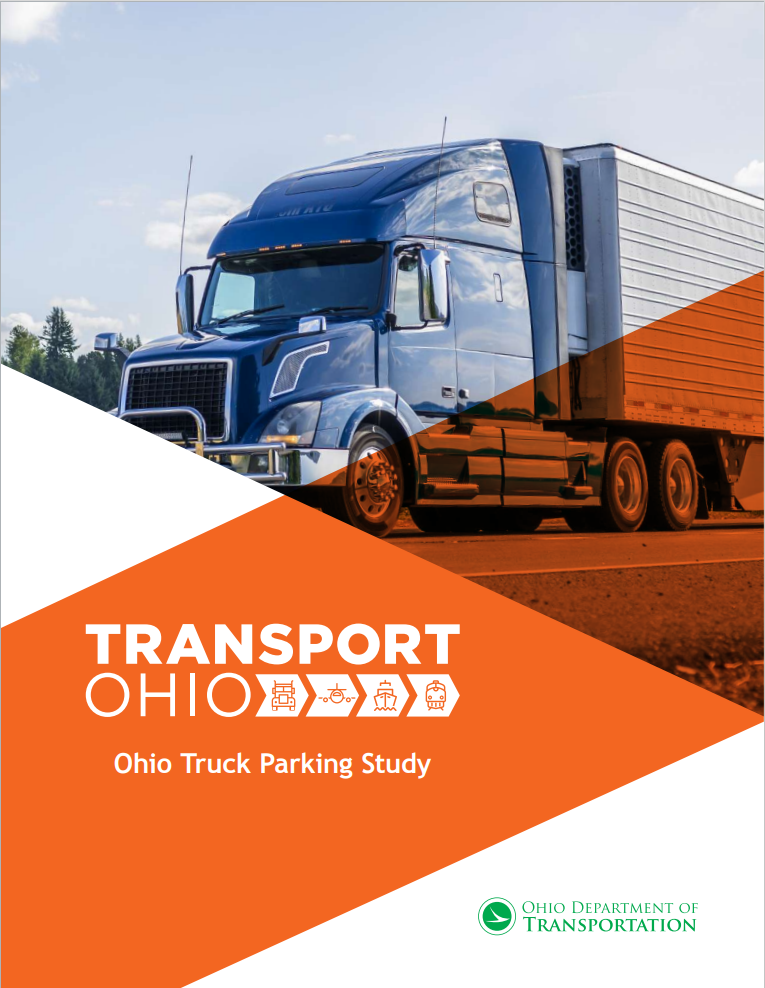 TRANSPORT
OHIO
Ohio Truck Parking Study
OHIO DEPARTMENT OF
TRANSPORTATION